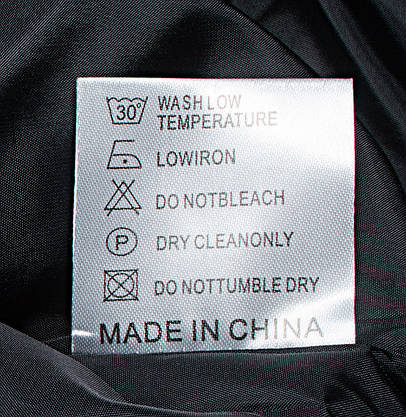 30° WASH LOW
TEMPERATURE
LOWIRON
DO NOTBLEACH
P DRY CLEANONLY
DO NOTTUMBLE DRY
MADE IN CHINA